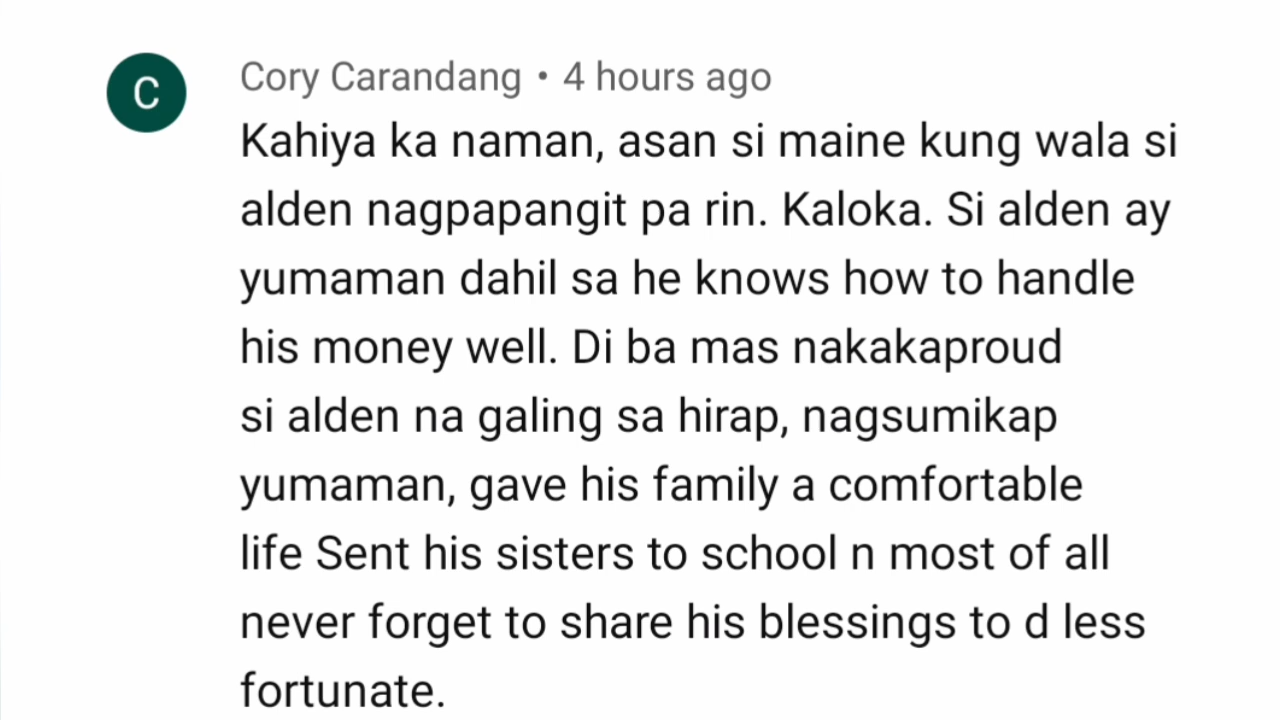 C
Cory Carandang • 4 hours ago
Kahiya ka naman, asan si maine kung wala si
alden nagpapangit pa rin. Kaloka. Si alden ay
yumaman dahil sa he knows how to handle
his money well. Di ba mas nakakaproud
si alden na galing sa hirap, nagsumikap
yumaman, gave his family a comfortable
life Sent his sisters to school n most of all
never forget to share his blessings to d less
fortunate.